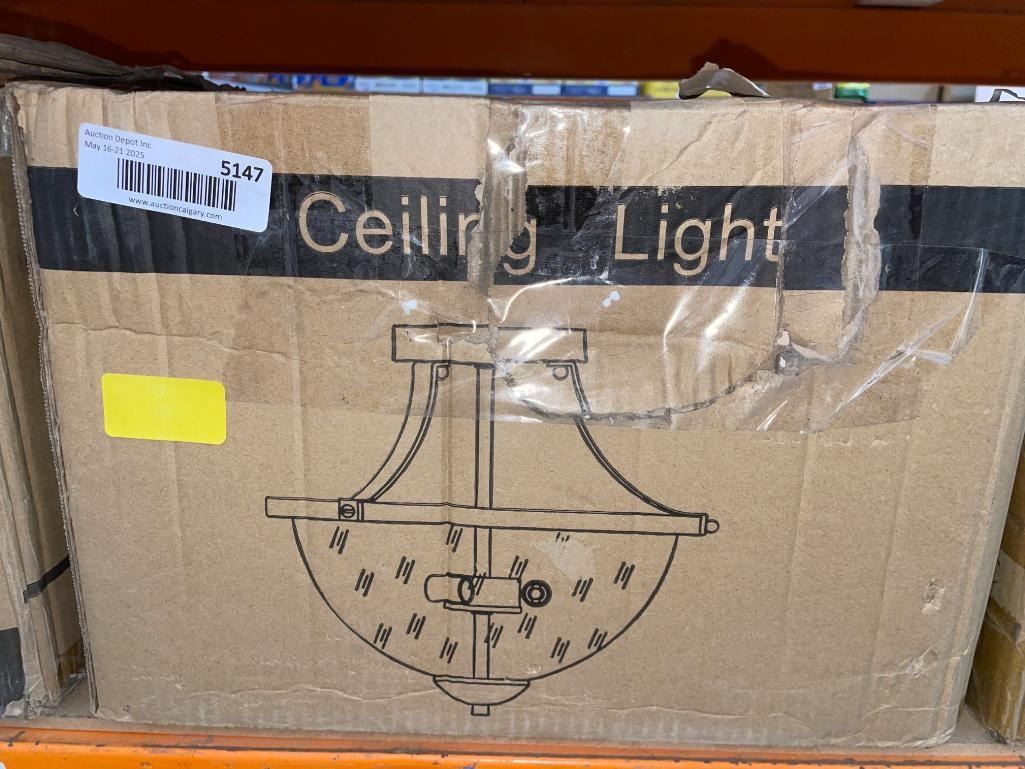 Auction Depot Inc
May 16-21 2025
5147
www.auctioncalgary.com
Ceiling Light